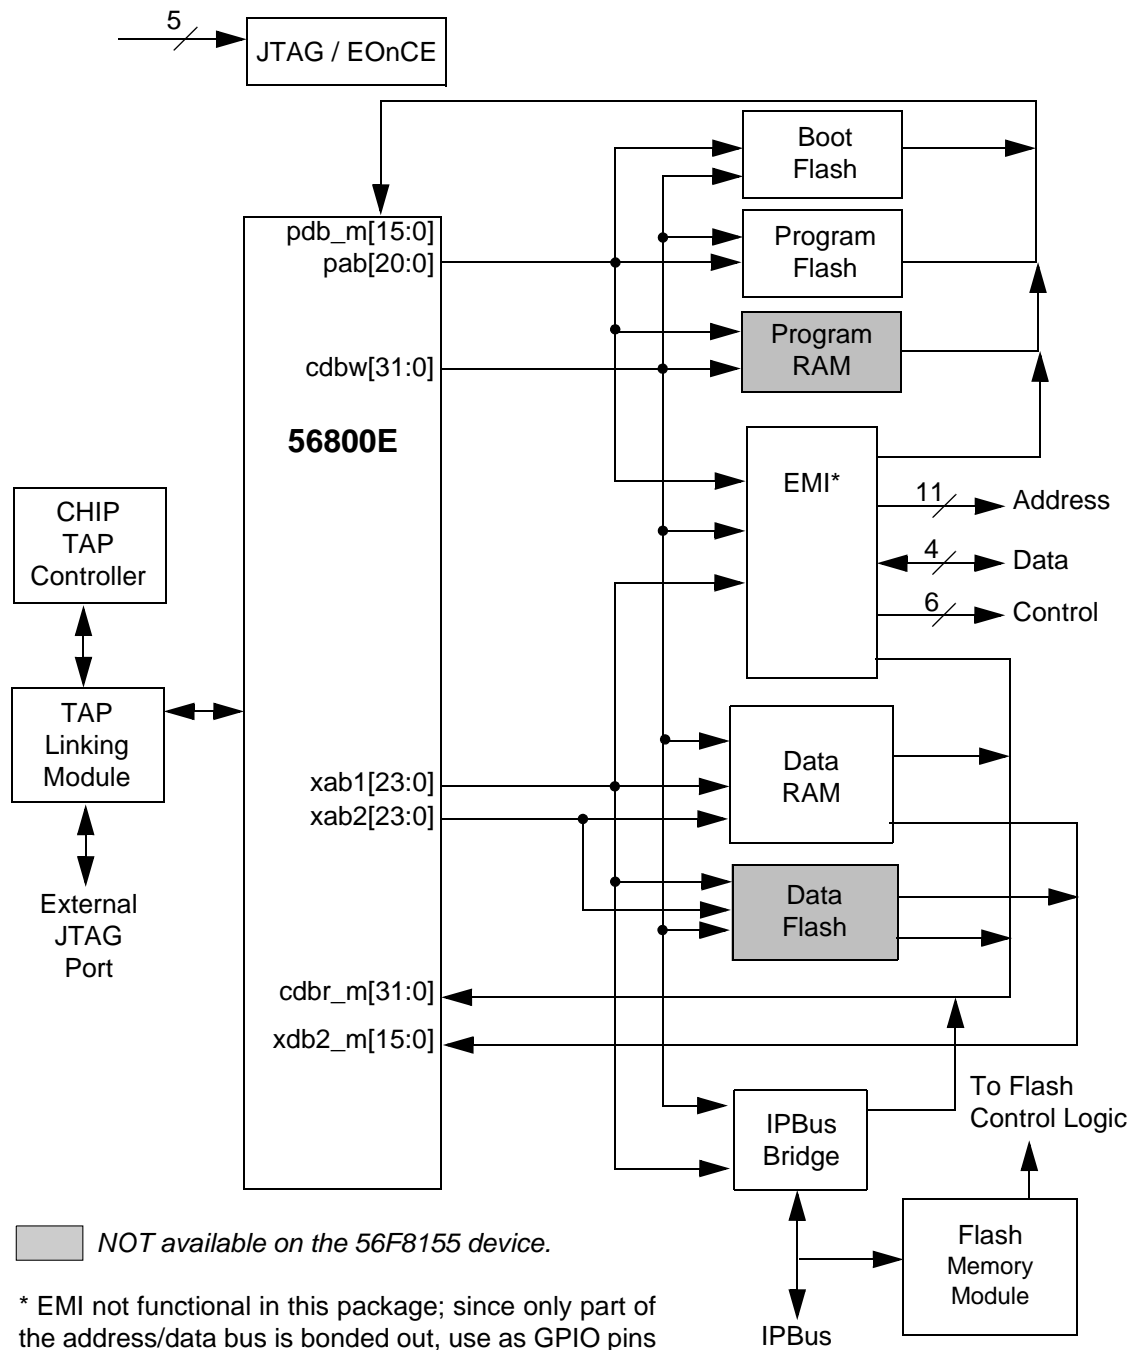 5
JTAG / EOnCE
Boot
Flash
pdb_m[15:0]
pab[20:0]
Program
Flash
Program
RAM
cdbw[31:0]
56800E
EMI*
11
Address
4
Data
6
Control
CHIP
TAP
Controller
TAP
Linking
Module
External
JTAG
Port
xab1[23:0]
xab2[23:0]
Data
RAM
Data
Flash
cdbr_m[31:0]
xdb2_m[15:0]
To Flash
Control Logic
IPBus
Bridge
Flash
Memory
Module
IPBus
NOT available on the 56F8155 device.
* EMI not functional in this package; since only part of
the address/data bus is bonded out, use as GPIO pins